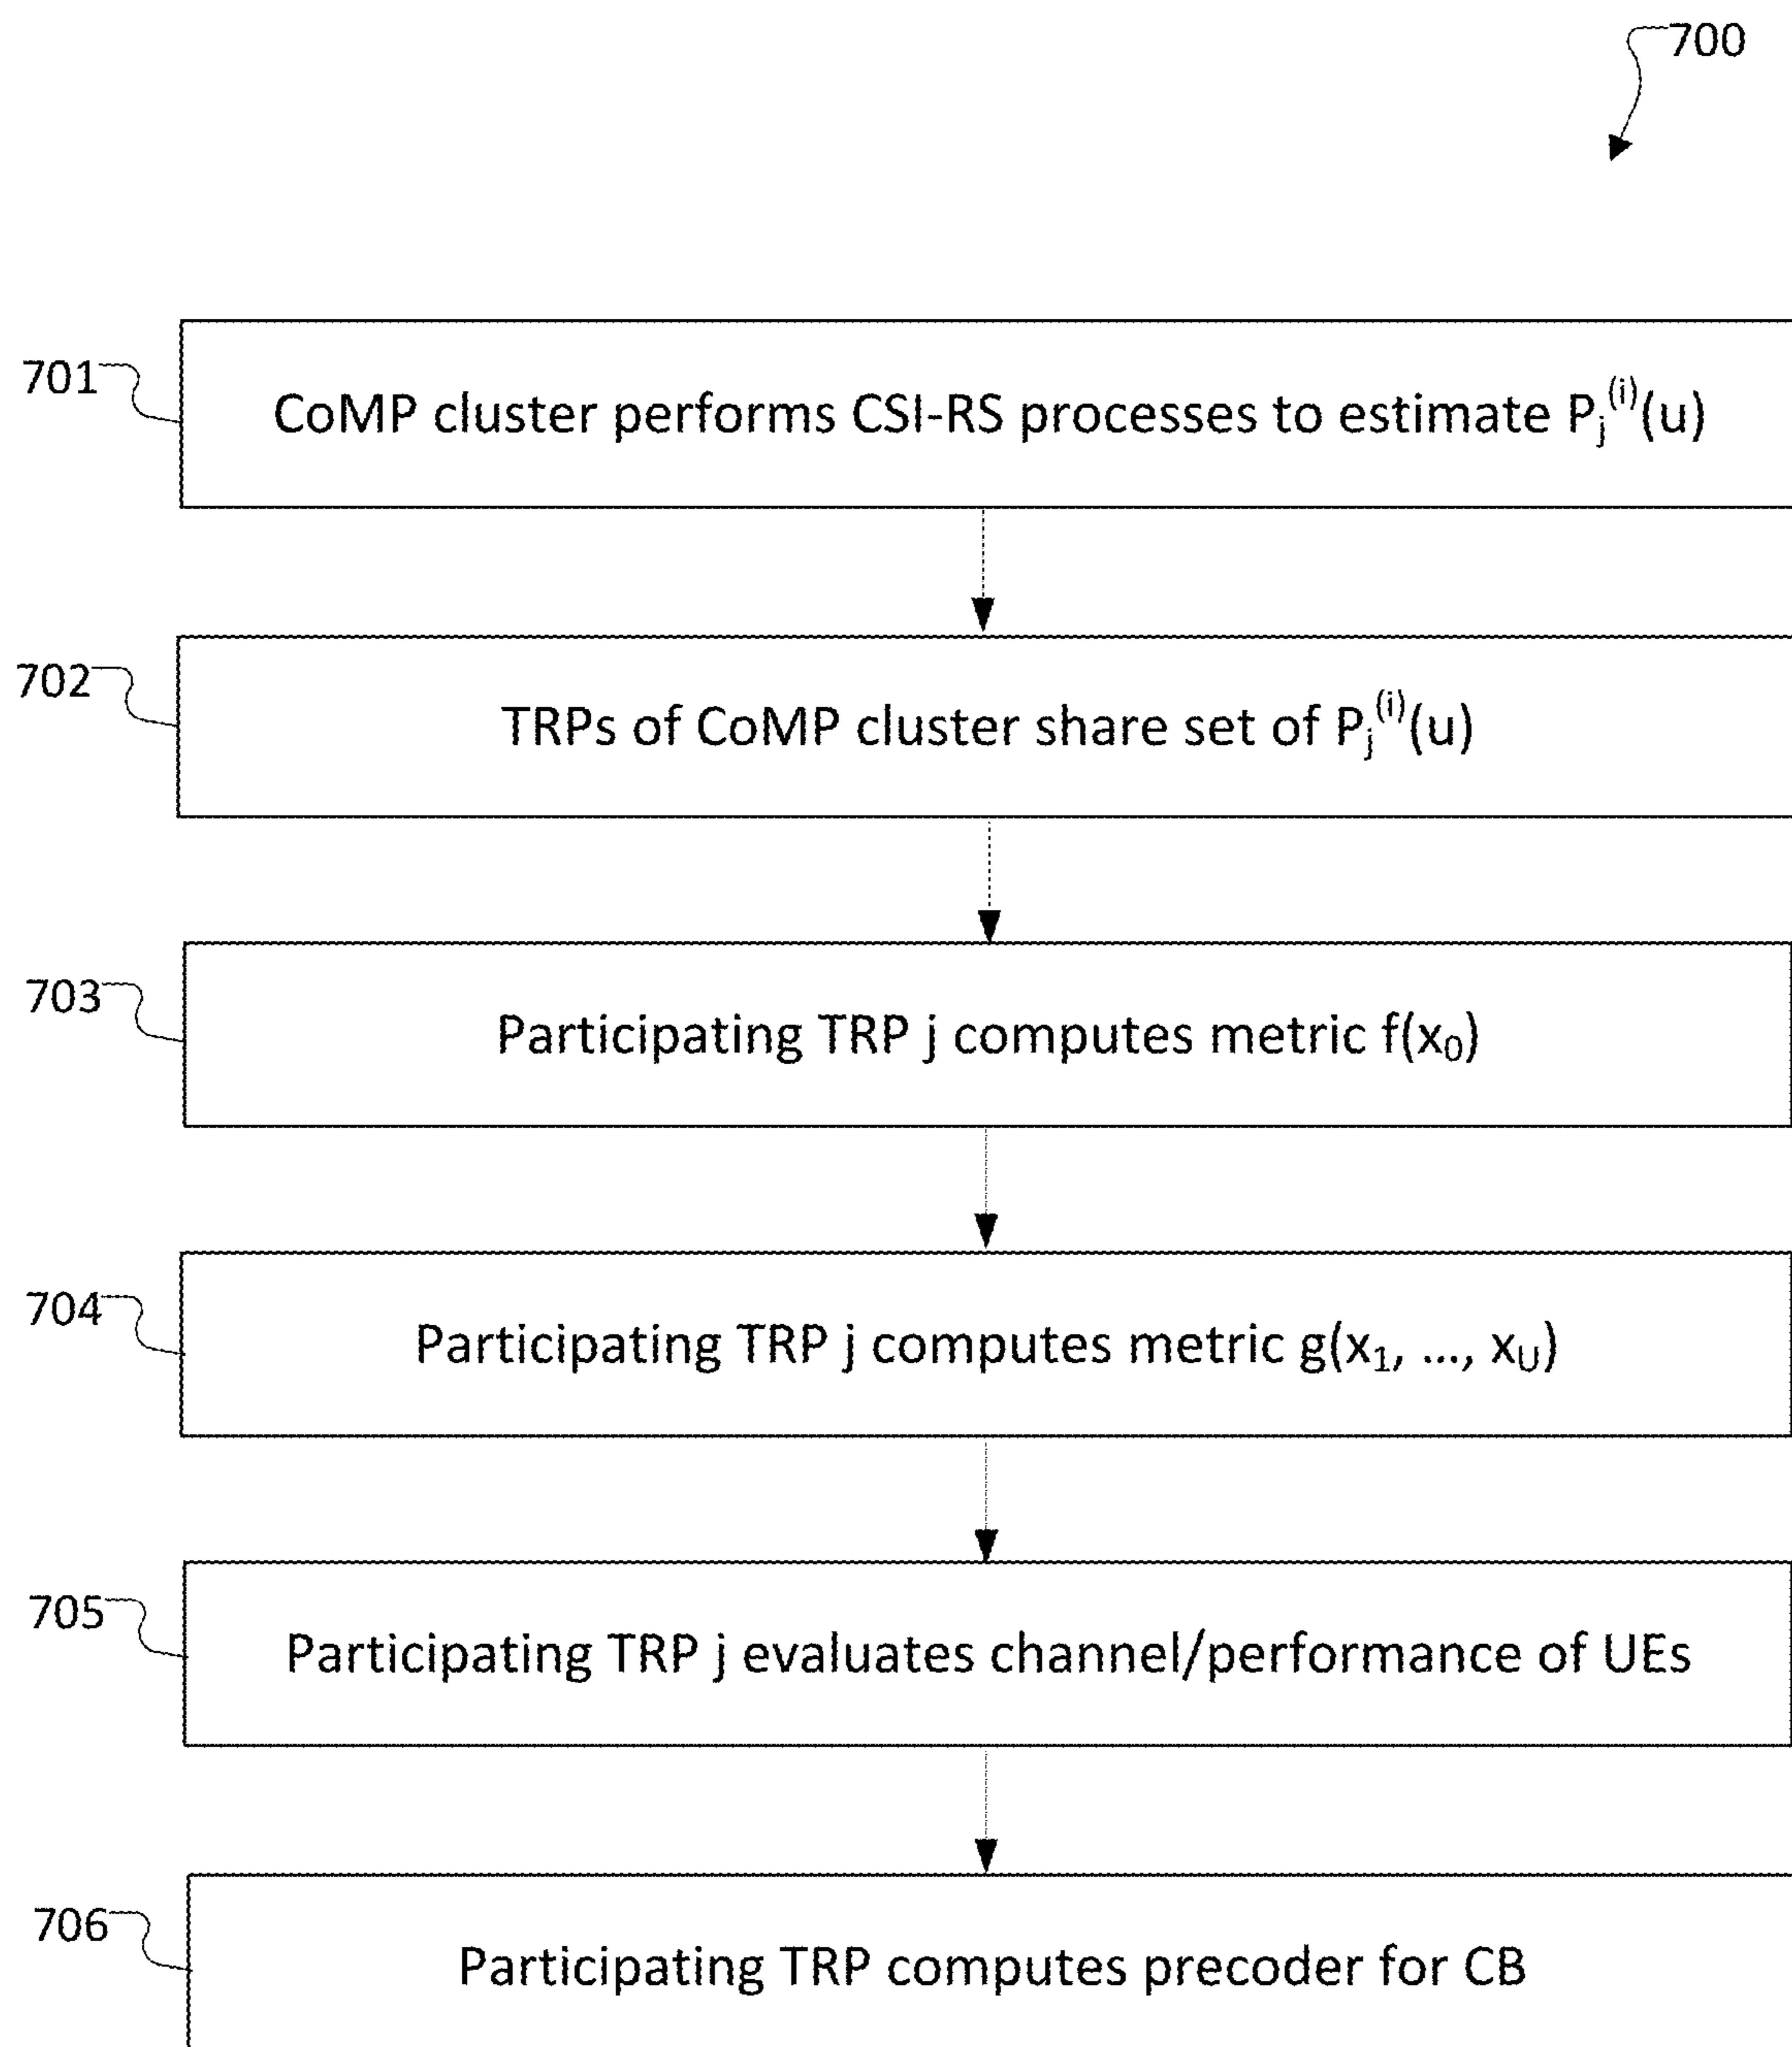 700
701
CoMP cluster performs CSI-RS processes to estimate Pj(i)(u)
702
TRPs of CoMP cluster share set of Pj(i)(u)
703
Participating TRP j computes metric f(x0)
704
Participating TRP j computes metric g(x1, ..., xU)
705
Participating TRP j evaluates channel/performance of UEs
706
Participating TRP computes precoder for CB